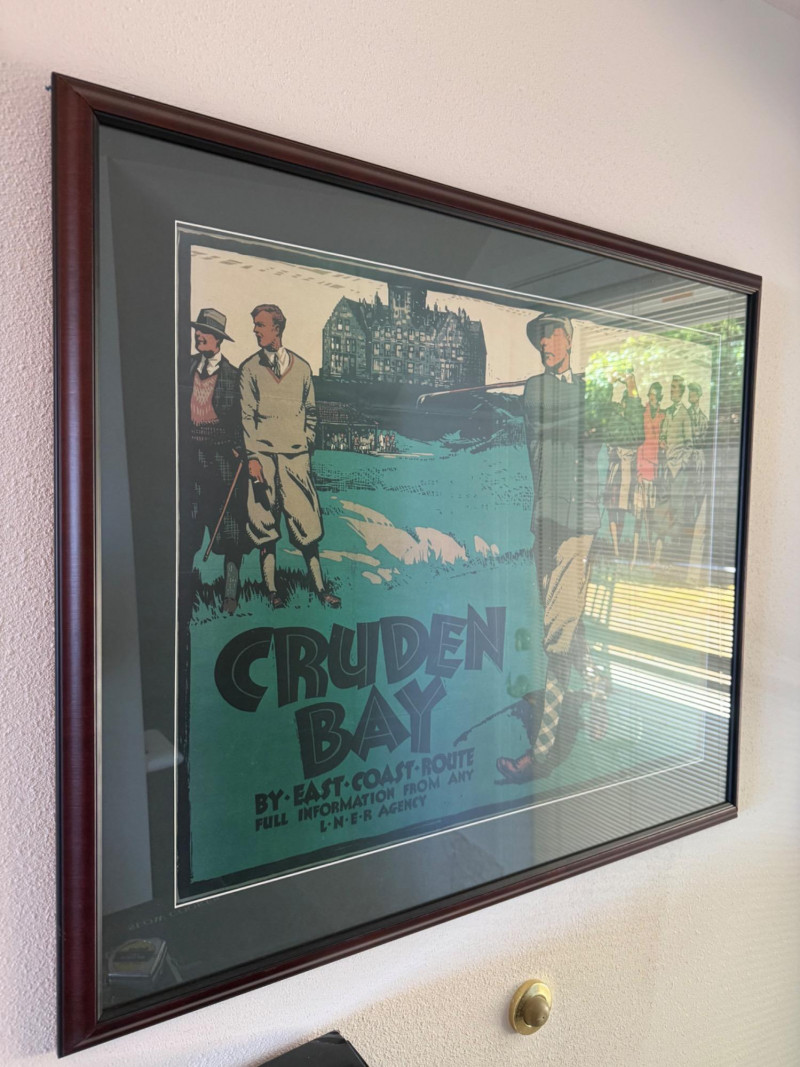 CRUDEN
BAY
BY·EAST·COAST·ROUTE
FULL INFORMATION FROM ANY
L·N·E·R AGENCY